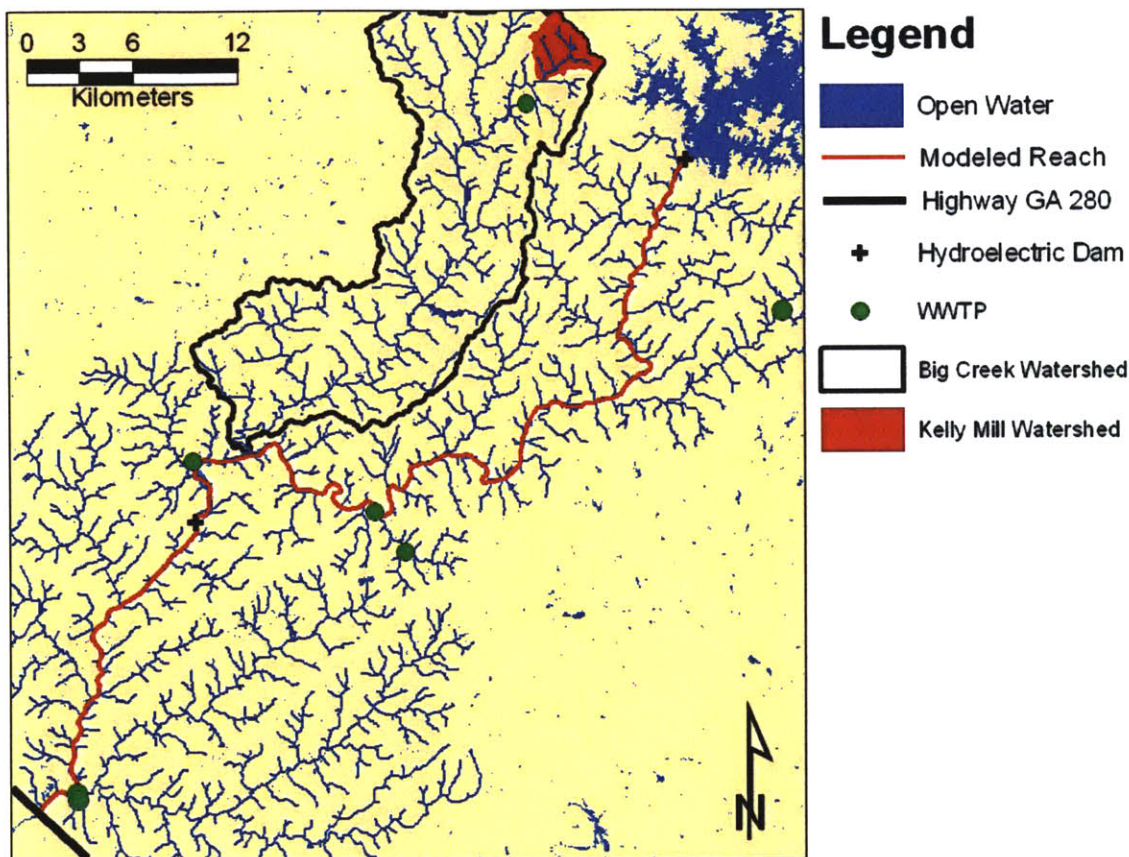 0 3 6 12
Kilometers
N
Legend
Open Water
Modeled Reach
Highway GA 280
Hydroelectric Dam
WWTP
Big Creek Watershed
Kelly Mill Watershed